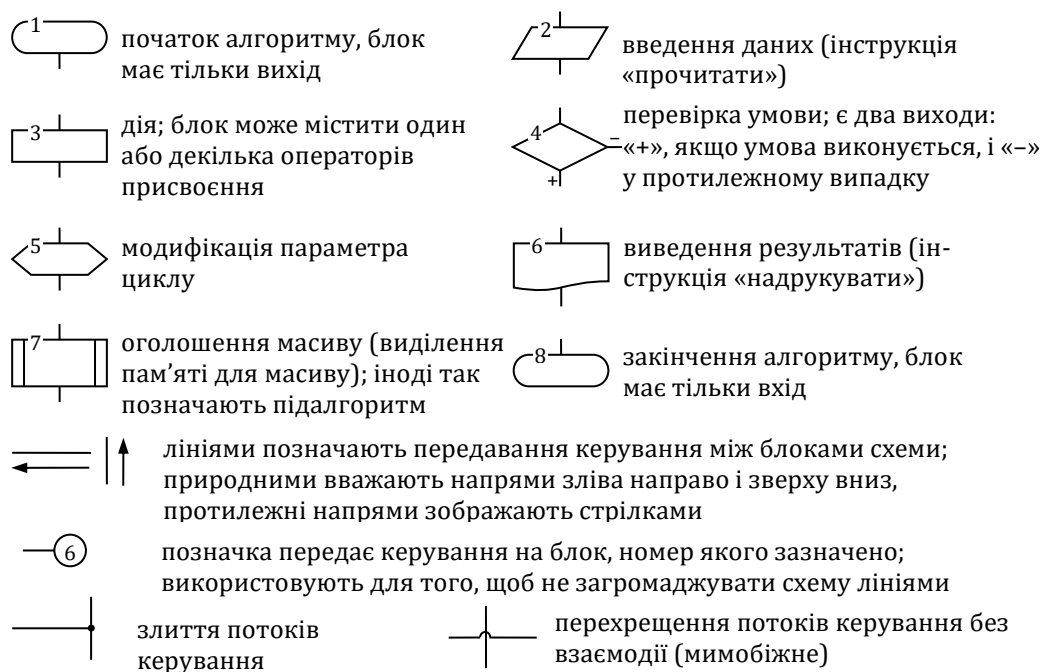 1
початок алгоритму, блок
має тільки вихід
2
введення даних (інструкція
«прочитати»)
3
дія; блок може містити один
або декілька операторів
присвоєння
4
–
+
перевірка умови; є два виходи:
«+», якщо умова виконується, і «–»
у протилежному випадку
5
модифікація параметра
циклу
6
виведення результатів (ін-
струкція «надрукувати»)
7
оголошення масиву (виділення
пам’яті для масиву); іноді так
позначають підалгоритм
8
закінчення алгоритму, блок
має тільки вхід
лініями позначають передавання керування між блоками схеми;
природними вважають напрями зліва направо і зверху вниз,
протилежні напрями зображають стрілками
6
позначка передає керування на блок, номер якого зазначено;
використовують для того, щоб не загромаджувати схему лініями
злиття потоків
керування
перехрещення потоків керування без
взаємодії (мимобіжне)